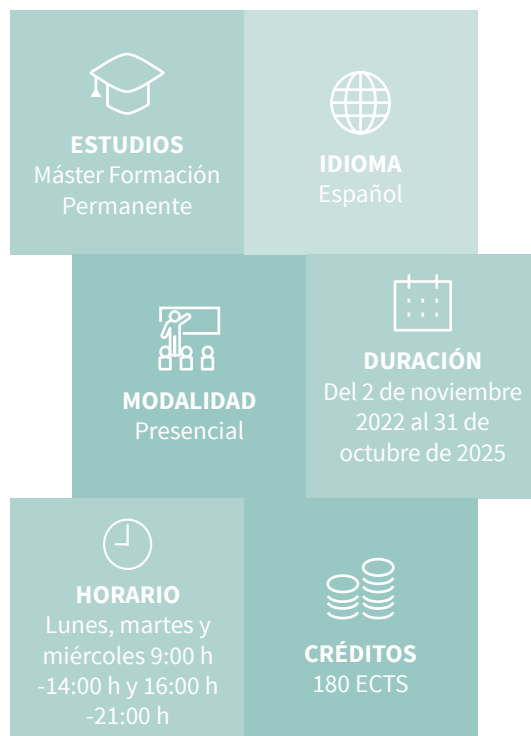 ESTUDIOS
Máster Formación
Permanente
IDIOMA
Español
MODALIDAD
Presencial
DURACIÓN
Del 2 de noviembre
2022 al 31 de
octubre de 2025
HORARIO
Lunes, martes y
miércoles 9:00 h
-14:00 h y 16:00 h
-21:00 h
CRÉDITOS
180 ECTS